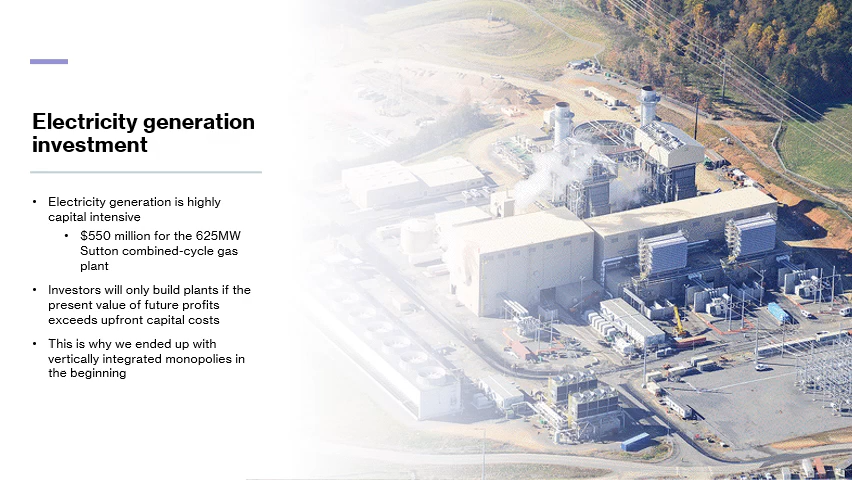 Electricity generation
investment
• Electricity generation is highly
capital intensive
• $550 million for the 625MW
Sutton combined-cycle gas
plant
• Investors will only build plants if the
present value of future profits
exceeds upfront capital costs
• This is why we ended up with
vertically integrated monopolies in
the beginning